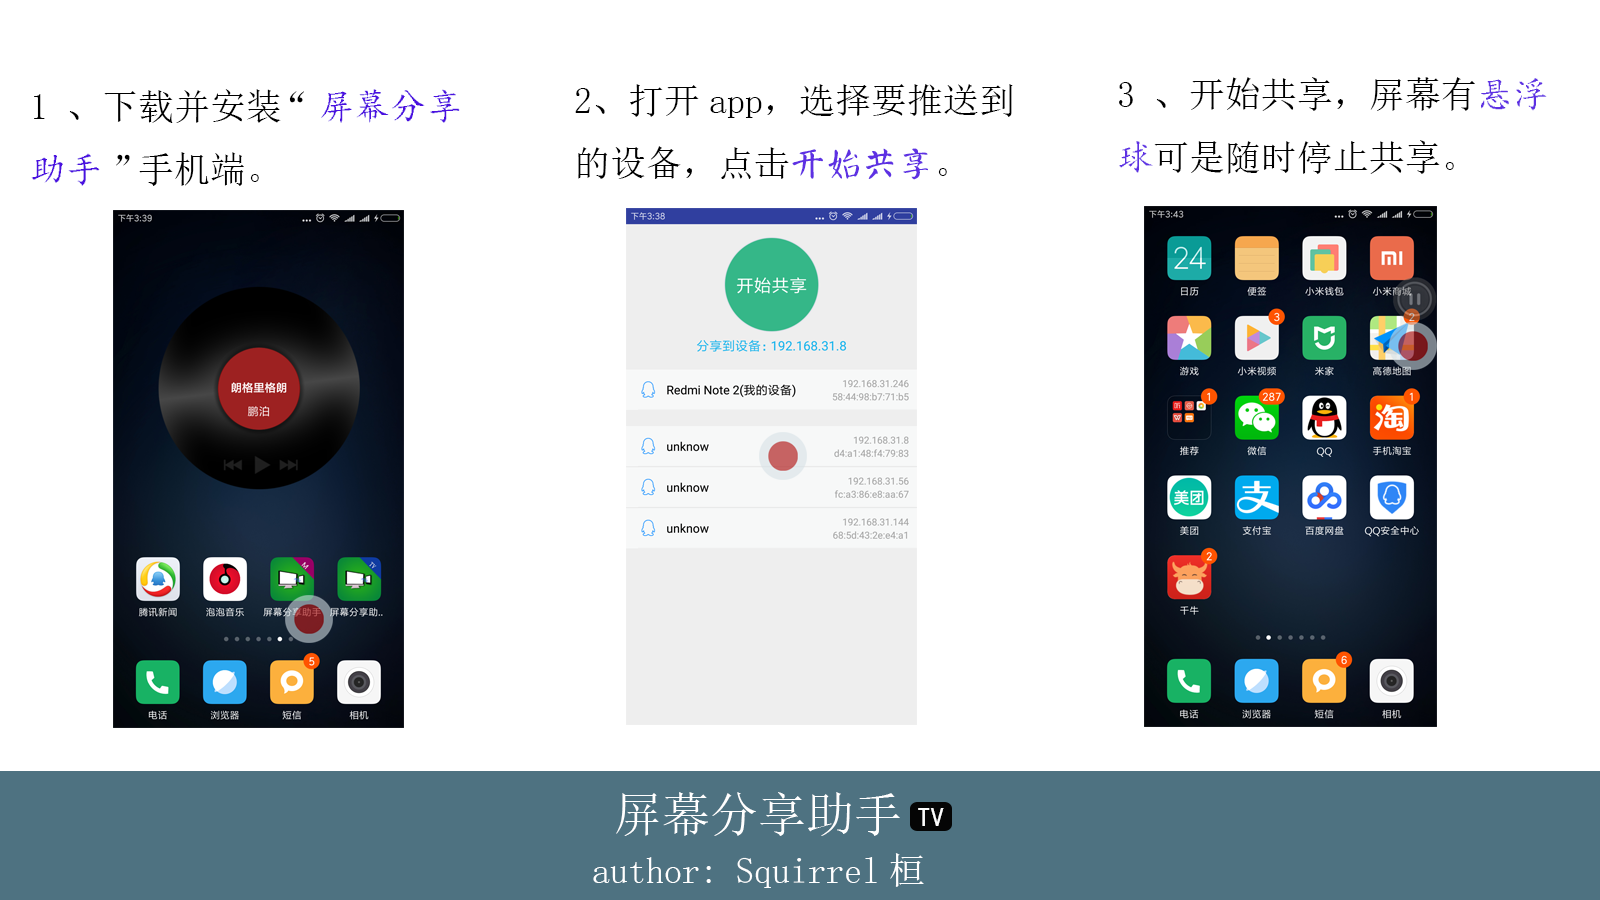 1 、下载并安装“屏幕分享
助手”手机端。
2、打开 app，选择要推送到
的设备，点击开始共享。
3 、开始共享，屏幕有悬浮
球可是随时停止共享。
下午3:39
朗格里格朗
鹏泊
M
TV
腾讯新闻
泡泡音乐
屏幕分享助手
屏幕分享助..
5
电话
浏览器
短信
相机
下午3:38
开始共享
分享到设备：192.168.31.8
Redmi Note 2(我的设备)
192.168.31.246
58:44:98:b7:71:b5
unknow
192.168.31.8
d4:a1:48:f4:79:83
unknow
192.168.31.56
fc:a3:86:e8:aa:67
unknow
192.168.31.144
68:5d:43:2e:e4:a1
下午3:43
24
mi
日历
便签
小米钱包
小米商城
3
2
游戏
小米视频
米家
高德地图
1
287
1
淘
推荐
微信
QQ
手机淘宝
美团
支
美团
支付宝
百度网盘
QQ安全中心
2
千牛
6
电话
浏览器
短信
相机
屏幕分享助手 TV
author: Squirrel 桓